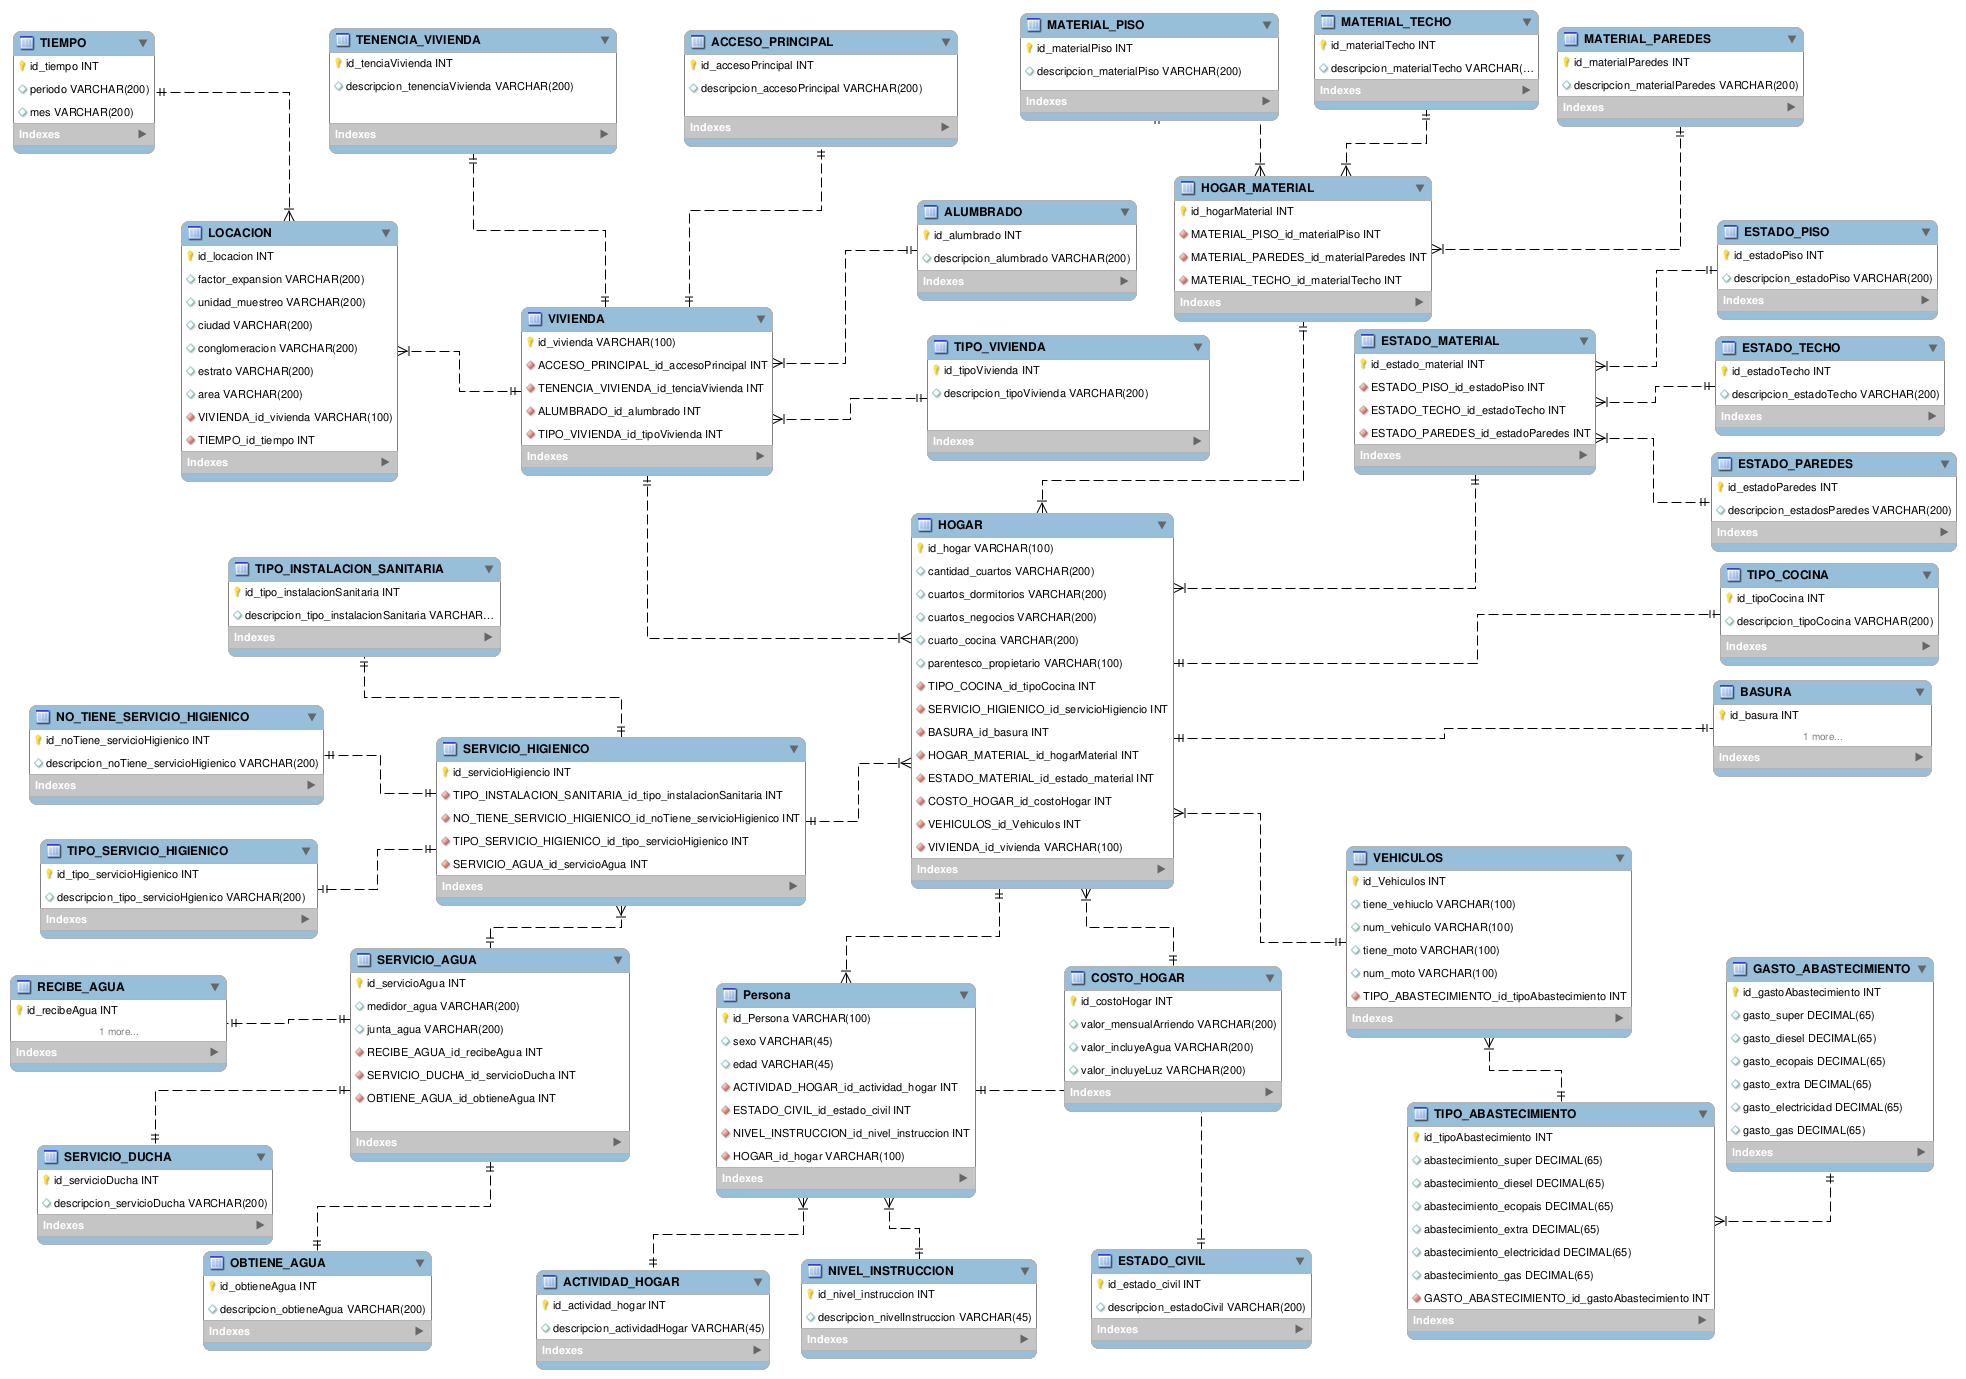 TIEMPO
id_tiempo INT
periodo VARCHAR(200)
mes VARCHAR(200)
Indexes
TENENCIA_VIVIENDA
id_tenciaVivienda INT
descripcion_tenenciaVivienda VARCHAR(200)
Indexes
ACCESO_PRINCIPAL
id_accesoPrincipal INT
descripcion_accesoPrincipal VARCHAR(200)
Indexes
MATERIAL_PISO
id_materialPiso INT
descripcion_materialPiso VARCHAR(200)
Indexes
MATERIAL_TECHO
id_materialTecho INT
descripcion_materialTecho VARCHAR(...
Indexes
MATERIAL_PAREDES
id_materialParedes INT
descripcion_materialParedes VARCHAR(200)
Indexes
LOCACION
id_locacion INT
factor_expansion VARCHAR(200)
unidad_muestreo VARCHAR(200)
ciudad VARCHAR(200)
conglomeracion VARCHAR(200)
estrato VARCHAR(200)
area VARCHAR(200)
VIVIENDA_id_vivienda VARCHAR(100)
TIEMPO_id_tiempo INT
Indexes
VIVIENDA
id_vivienda VARCHAR(100)
ACCESO_PRINCIPAL_id_accesoPrincipal INT
TENENCIA_VIVIENDA_id_tenciaVivienda INT
ALUMBRADO_id_alumbrado INT
TIPO_VIVIENDA_id_tipoVivienda INT
Indexes
ALUMBRADO
id_alumbrado INT
descripcion_alumbrado VARCHAR(200)
Indexes
TIPO_VIVIENDA
id_tipoVivienda INT
descripcion_tipoVivienda VARCHAR(200)
Indexes
HOGAR_MATERIAL
id_hogarMaterial INT
MATERIAL_PISO_id_materialPiso INT
MATERIAL_PAREDES_id_materialParedes INT
MATERIAL_TECHO_id_materialTecho INT
Indexes
ESTADO_MATERIAL
id_estado_material INT
ESTADO_PISO_id_estadoPiso INT
ESTADO_TECHO_id_estadoTecho INT
ESTADO_PAREDES_id_estadoParedes INT
Indexes
ESTADO_PISO
id_estadoPiso INT
descripcion_estadoPiso VARCHAR(200)
Indexes
ESTADO_TECHO
id_estadoTecho INT
descripcion_estadoTecho VARCHAR(200)
Indexes
ESTADO_PAREDES
id_estadoParedes INT
descripcion_estadosParedes VARCHAR(200)
Indexes
HOGAR
id_hogar VARCHAR(100)
cantidad_cuartos VARCHAR(200)
cuartos_dormitorios VARCHAR(200)
cuartos_negocios VARCHAR(200)
cuarto_cocina VARCHAR(200)
parentesco_propietario VARCHAR(100)
TIPO_COCINA_id_tipoCocina INT
SERVICIO_HIGIENICO_id_servicioHigiencio INT
BASURA_id_basura INT
HOGAR_MATERIAL_id_hogarMaterial INT
ESTADO_MATERIAL_id_estado_material INT
COSTO_HOGAR_id_costoHogar INT
VEHICULOS_id_Vehiculos INT
VIVIENDA_id_vivienda VARCHAR(100)
Indexes
TIPO_COCINA
id_tipoCocina INT
descripcion_tipoCocina VARCHAR(200)
Indexes
BASURA
id_basura INT
1 more...
Indexes
TIPO_INSTALACION_SANITARIA
id_tipo_instalacionSanitaria INT
descripcion_tipo_instalacionSanitaria VARCHAR...
Indexes
NO_TIENE_SERVICIO_HIGIENICO
id_noTiene_servicioHigienico INT
descripcion_noTiene_servicioHigienico VARCHAR(200)
Indexes
SERVICIO_HIGIENICO
id_servicioHigiencio INT
TIPO_INSTALACION_SANITARIA_id_tipo_instalacionSanitaria INT
NO_TIENE_SERVICIO_HIGIENICO_id_noTiene_servicioHigienico INT
TIPO_SERVICIO_HIGIENICO_id_tipo_servicioHigienico INT
SERVICIO_AGUA_id_servicioAgua INT
Indexes
TIPO_SERVICIO_HIGIENICO
id_tipo_servicioHigienico INT
descripcion_tipo_servicioHgienico VARCHAR(200)
Indexes
SERVICIO_AGUA
id_servicioAgua INT
medidor_agua VARCHAR(200)
junta_agua VARCHAR(200)
RECIBE_AGUA_id_recibeAgua INT
SERVICIO_DUCHA_id_servicioDucha INT
OBTIENE_AGUA_id_obtieneAgua INT
Indexes
RECIBE_AGUA
id_recibeAgua INT
1 more...
Indexes
SERVICIO_DUCHA
id_servicioDucha INT
descripcion_servicioDucha VARCHAR(200)
Indexes
OBTIENE_AGUA
id_obtieneAgua INT
descripcion_obtieneAgua VARCHAR(200)
Indexes
Persona
id_Persona VARCHAR(100)
sexo VARCHAR(45)
edad VARCHAR(45)
ACTIVIDAD_HOGAR_id_actividad_hogar INT
ESTADO_CIVIL_id_estado_civil INT
NIVEL_INSTRUCCION_id_nivel_instruccion INT
HOGAR_id_hogar VARCHAR(100)
Indexes
COSTO_HOGAR
id_costoHogar INT
valor_mensualArriendo VARCHAR(200)
valor_incluyeAgua VARCHAR(200)
valor_incluyeLuz VARCHAR(200)
Indexes
VEHICULOS
id_Vehiculos INT
tiene_vehiuclo VARCHAR(100)
num_vehiculo VARCHAR(100)
tiene_moto VARCHAR(100)
num_moto VARCHAR(100)
TIPO_ABASTECIMIENTO_id_tipoAbastecimiento INT
Indexes
GASTO_ABASTECIMIENTO
id_gastoAbastecimiento INT
gasto_super DECIMAL(65)
gasto_diesel DECIMAL(65)
gasto_ecopais DECIMAL(65)
gasto_extra DECIMAL(65)
gasto_electricidad DECIMAL(65)
gasto_gas DECIMAL(65)
Indexes
TIPO_ABASTECIMIENTO
id_tipoAbastecimiento INT
abastecimiento_super DECIMAL(65)
abastecimiento_diesel DECIMAL(65)
abastecimiento_ecopais DECIMAL(65)
abastecimiento_extra DECIMAL(65)
abastecimiento_electricidad DECIMAL(65)
abastecimiento_gas DECIMAL(65)
GASTO_ABASTECIMIENTO_id_gastoAbastecimiento INT
Indexes
ACTIVIDAD_HOGAR
id_actividad_hogar INT
descripcion_actividadHogar VARCHAR(45)
Indexes
NIVEL_INSTRUCCION
id_nivel_instruccion INT
descripcion_nivelInstruccion VARCHAR(45)
Indexes
ESTADO_CIVIL
id_estado_civil INT
descripcion_estadoCivil VARCHAR(200)
Indexes